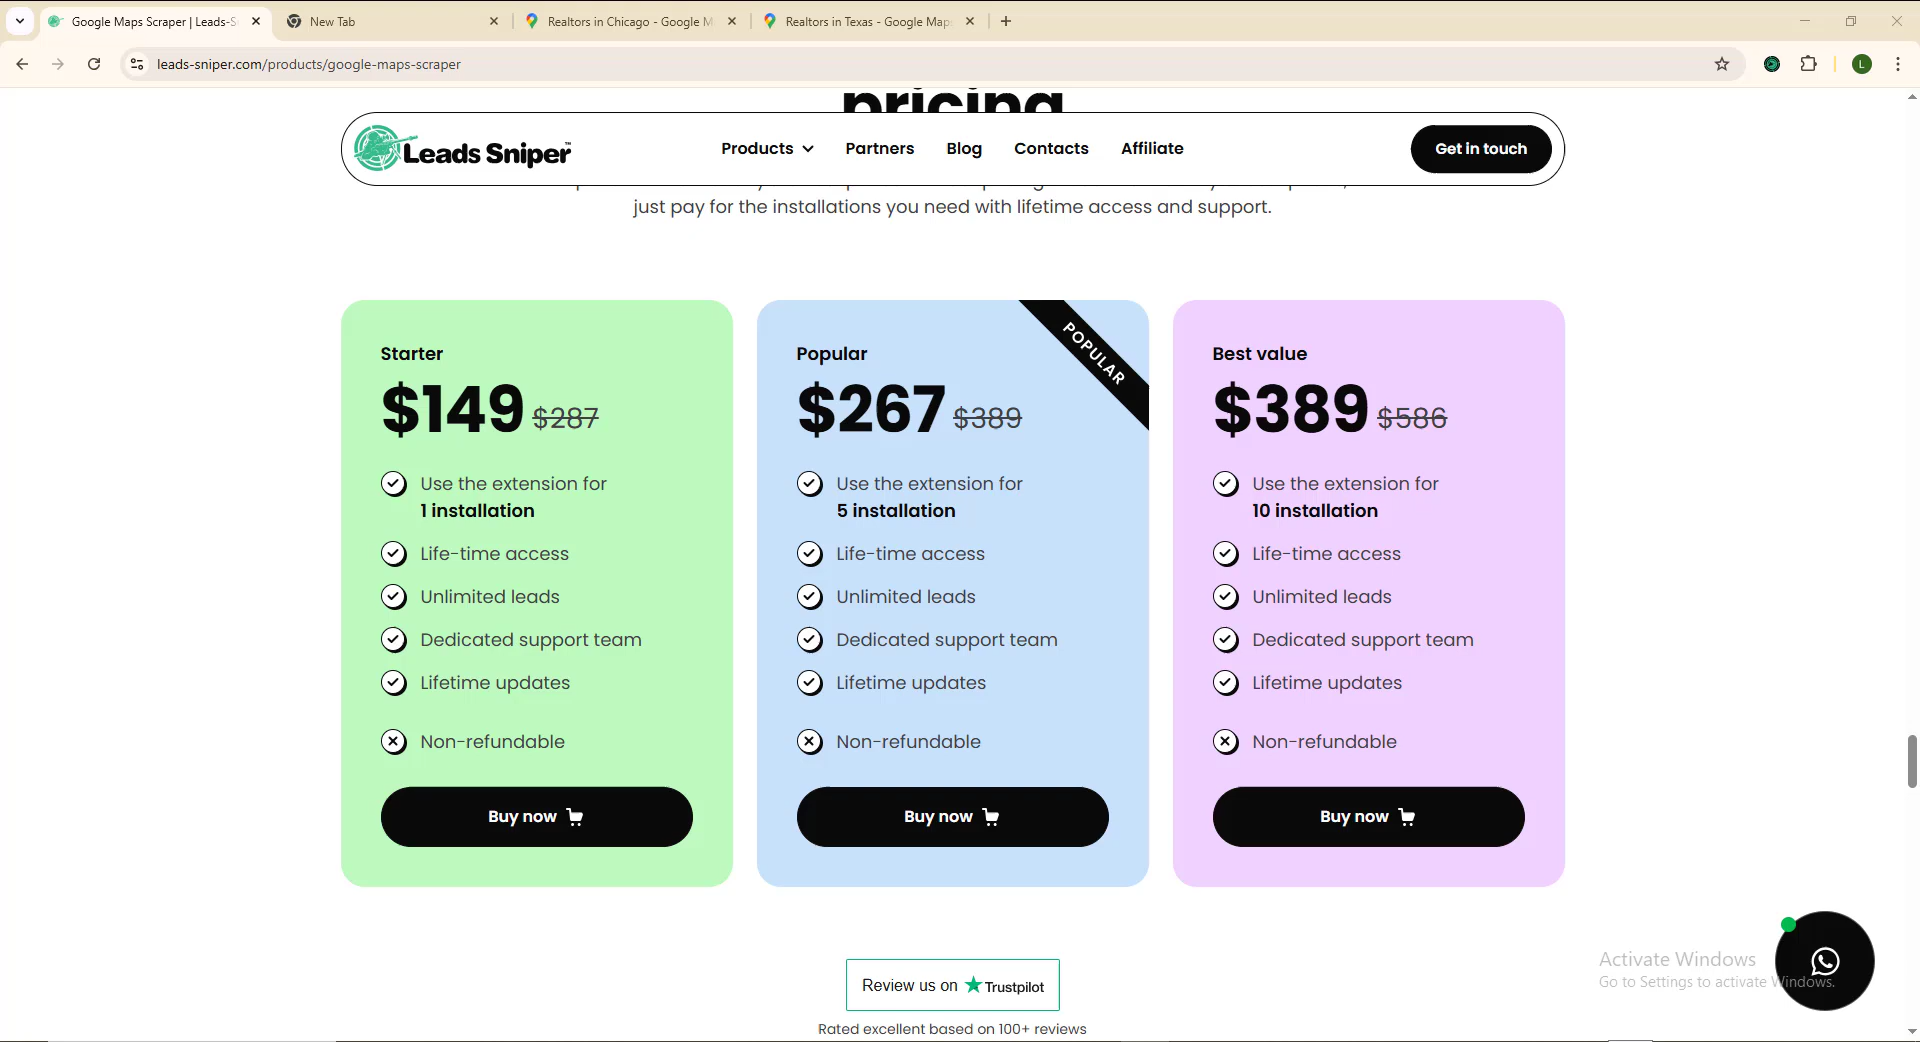 Google Maps Scraper | Leads-S
New Tab
Realtors in Chicago - Google M
Realtors in Texas - Google Map
leads-sniper.com/products/google-maps-scraper
L
pricing
Leads Sniper™
Products
Partners
Blog
Contacts
Affiliate
Get in touch
just pay for the installations you need with lifetime access and support.
Starter
$149 $287
Use the extension for
1 installation
Life-time access
Unlimited leads
Dedicated support team
Lifetime updates
Non-refundable
Buy now
POPULAR
Popular
$267 $389
Use the extension for
5 installation
Life-time access
Unlimited leads
Dedicated support team
Lifetime updates
Non-refundable
Buy now
Best value
$389 $586
Use the extension for
10 installation
Life-time access
Unlimited leads
Dedicated support team
Lifetime updates
Non-refundable
Buy now
Review us on Trustpilot
Rated excellent based on 100+ reviews
Activate Windows
Go to Settings to activate Windows.